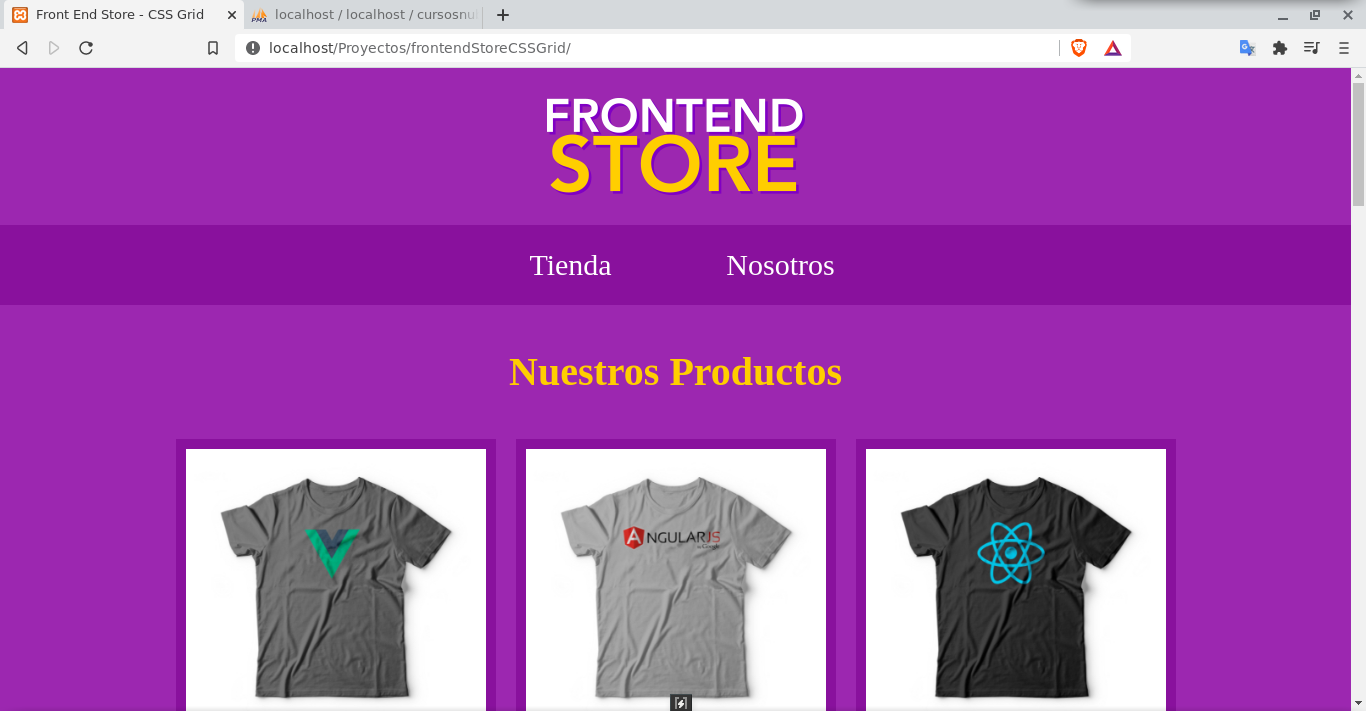 Front End Store - CSS Grid
localhost / localhost / cursosnu
localhost/Proyectos/frontendStoreCSSGrid/
FRONTEND
STORE
Tienda
Nosotros
Nuestros Productos
ANGULARJS
by Google